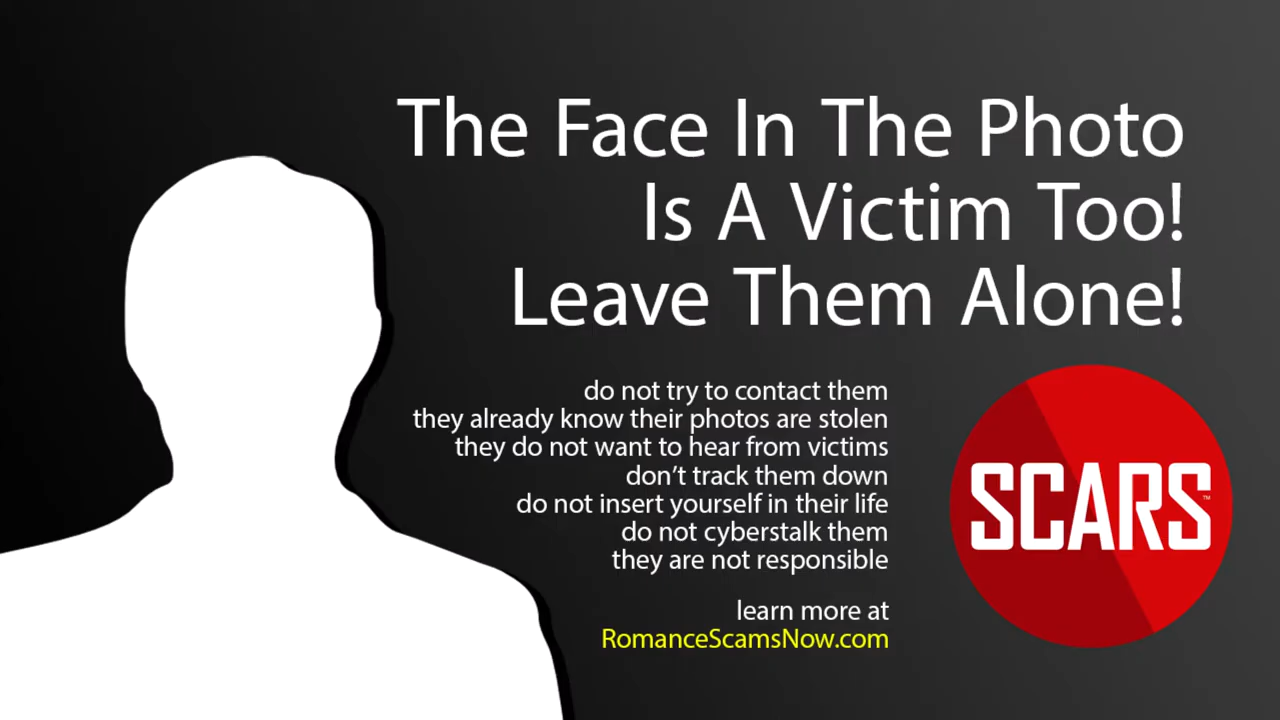 The Face In The Photo
Is A Victim Too!
Leave Them Alone!
do not try to contact them
they already know their photos are stolen
they do not want to hear from victims
don’t track them down
do not insert yourself in their life
do not cyberstalk them
they are not responsible
learn more at
RomanceScamsNow.com
SCARS™